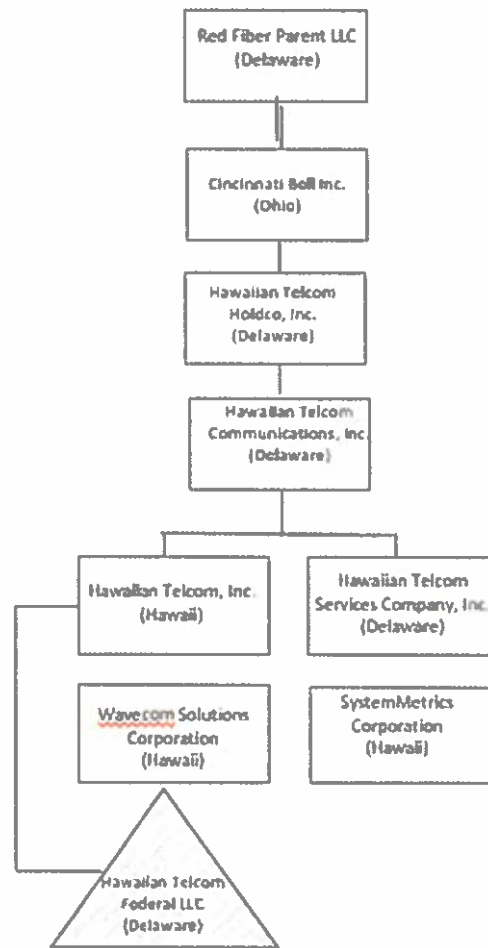 Red Fiber Parent LLC
(Delaware)
Cincinnati Bell Inc.
(Ohio)
Hawaiian Telcom
Holdco, Inc.
(Delaware)
Hawaiian Telcom
Communications, Inc.
(Delaware)
Hawaiian Telcom, Inc.
(Hawaii)
Hawaiian Telcom
Services Company, Inc.
(Delaware)
Wavecom Solutions
Corporation
(Hawaii)
SystemMetrics
Corporation
(Hawaii)
Hawaiian Telcom
Federal LLC
(Delaware)